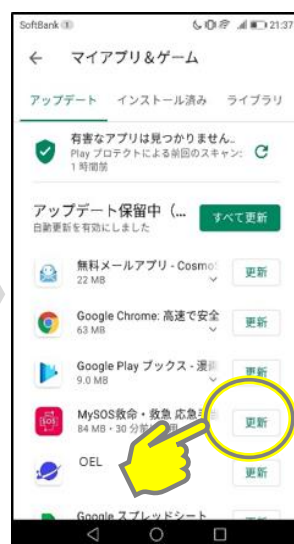 SoftBank 21:37
マイアプリ&ゲーム
アップデート インストール済み ライブラリ
有害なアプリは見つかりません。
Play プロテクトによる前回のスキャン:
1 時間前
アップデート保留中（... すべて更新
自動更新を有効にしました
無料メールアプリ - Cosmo
22 MB
更新
Google Chrome: 高速で安全
63 MB
更新
Google Play ブックス - 漫画
9.0 MB
更新
MySOS救命・救急 応急手当
84 MB・30 分前
更新
OEL
更新
Google スプレッドシート